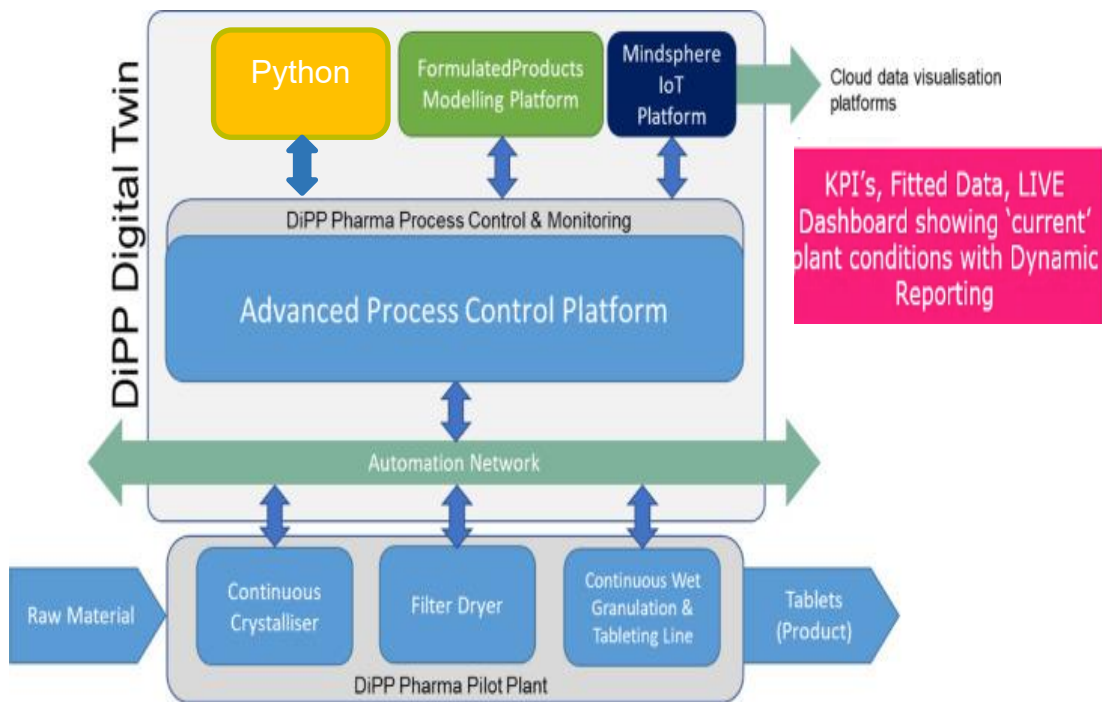 DiPP Digital Twin
Python
FormulatedProducts
Modelling Platform
Mindsphere
IoT
Platform
Cloud data visualisation
platforms
KPI's, Fitted Data, LIVE
Dashboard showing 'current'
plant conditions with Dynamic
Reporting
DiPP Pharma Process Control & Monitoring
Advanced Process Control Platform
Automation Network
Raw Material
Continuous
Crystalliser
Filter Dryer
Continuous Wet
Granulation &
Tableting Line
Tablets
(Product)
DiPP Pharma Pilot Plant